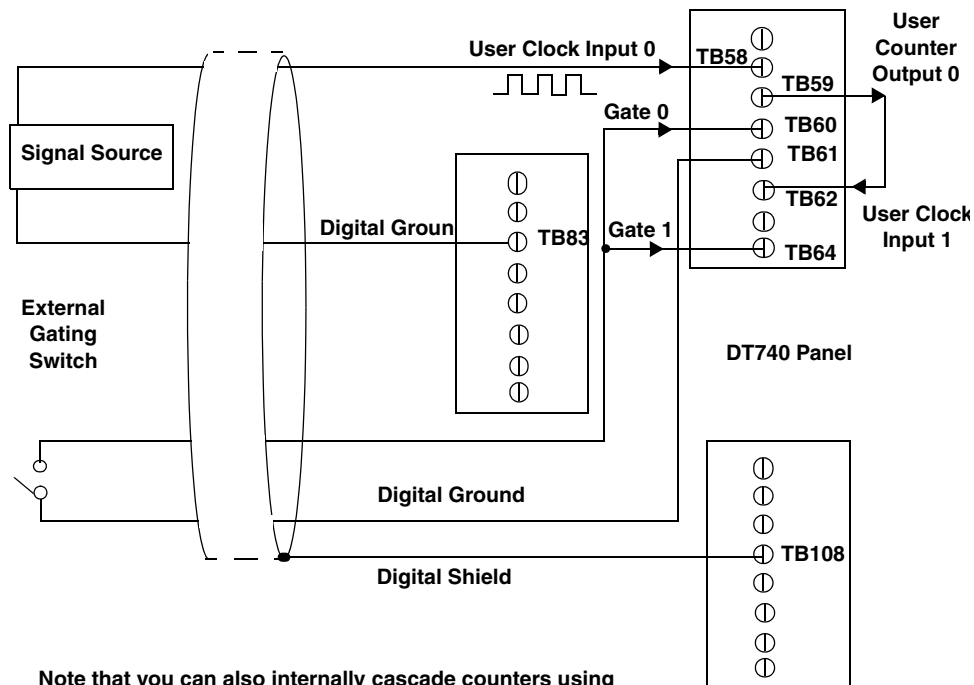 User
Counter
Output 0
User Clock Input 0
TB58
TB59
Gate 0
TB60
TB61
Signal Source
TB62
User Clock
Input 1
Digital Groun
TB83
Gate 1
TB64
External
Gating
Switch
DT740 Panel
Digital Ground
TB108
Digital Shield
Note that you can also internally cascade counters using